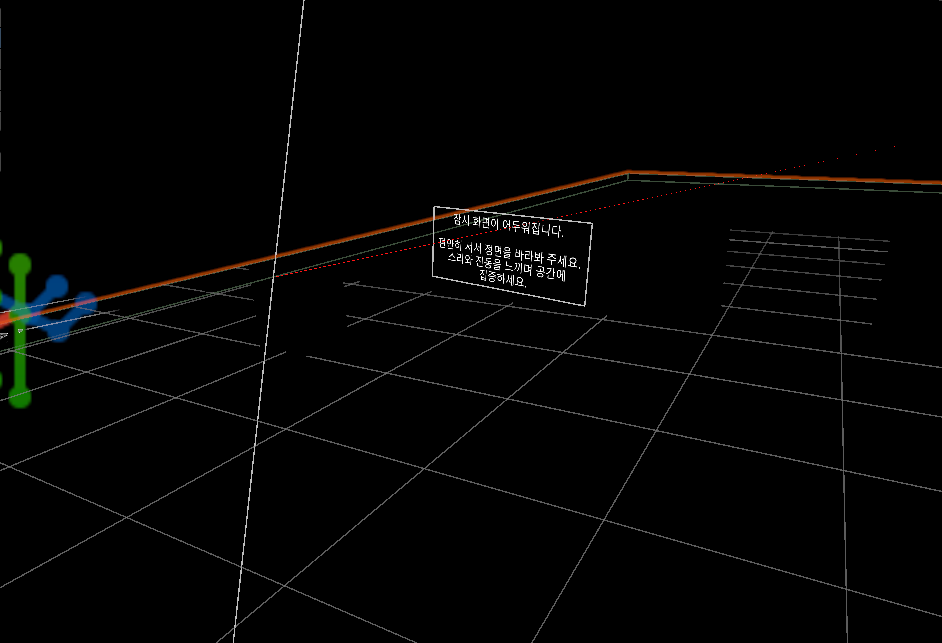 잠시 화면이 어두워집니다.
편안히 서서 정면을 바라봐 주세요.
소리와 진동을 느끼며 공간에
집중하세요.